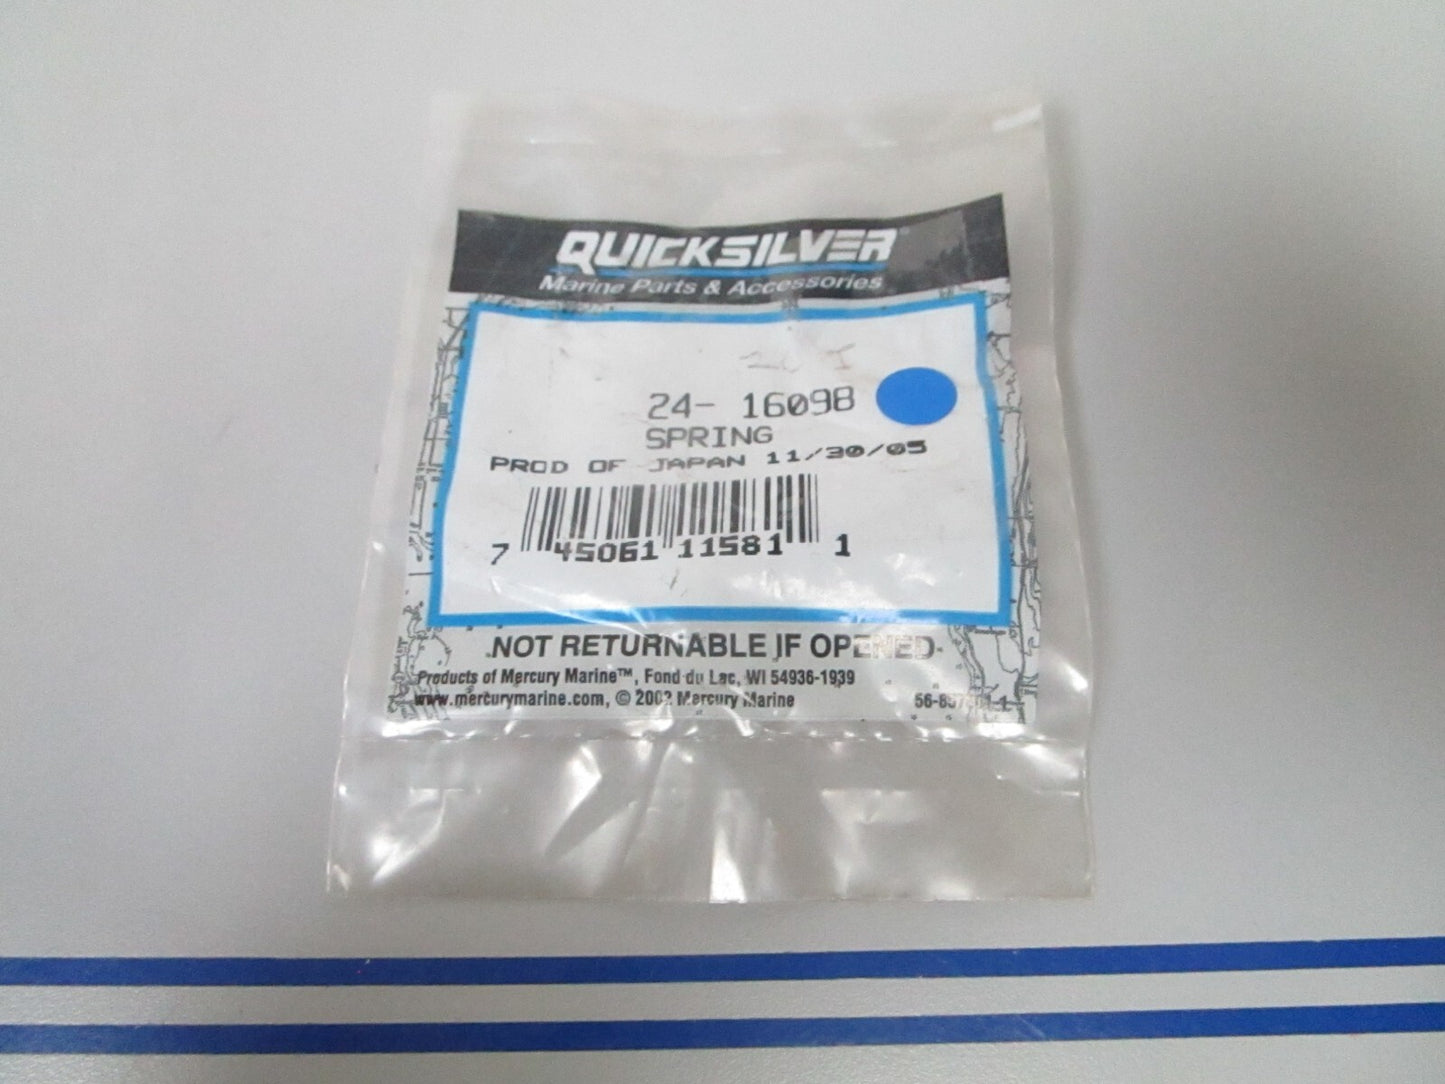 QUICKSILVER
Marine Parts & Accessories
24- 16098
SPRING
PROD OF JAPAN 11/30/05
7 45061 11581 1
NOT RETURNABLE IF OPENED
Products of Mercury Marine™, Fond du Lac, WI 54936-1939
www.mercurymarine.com, © 2002 Mercury Marine